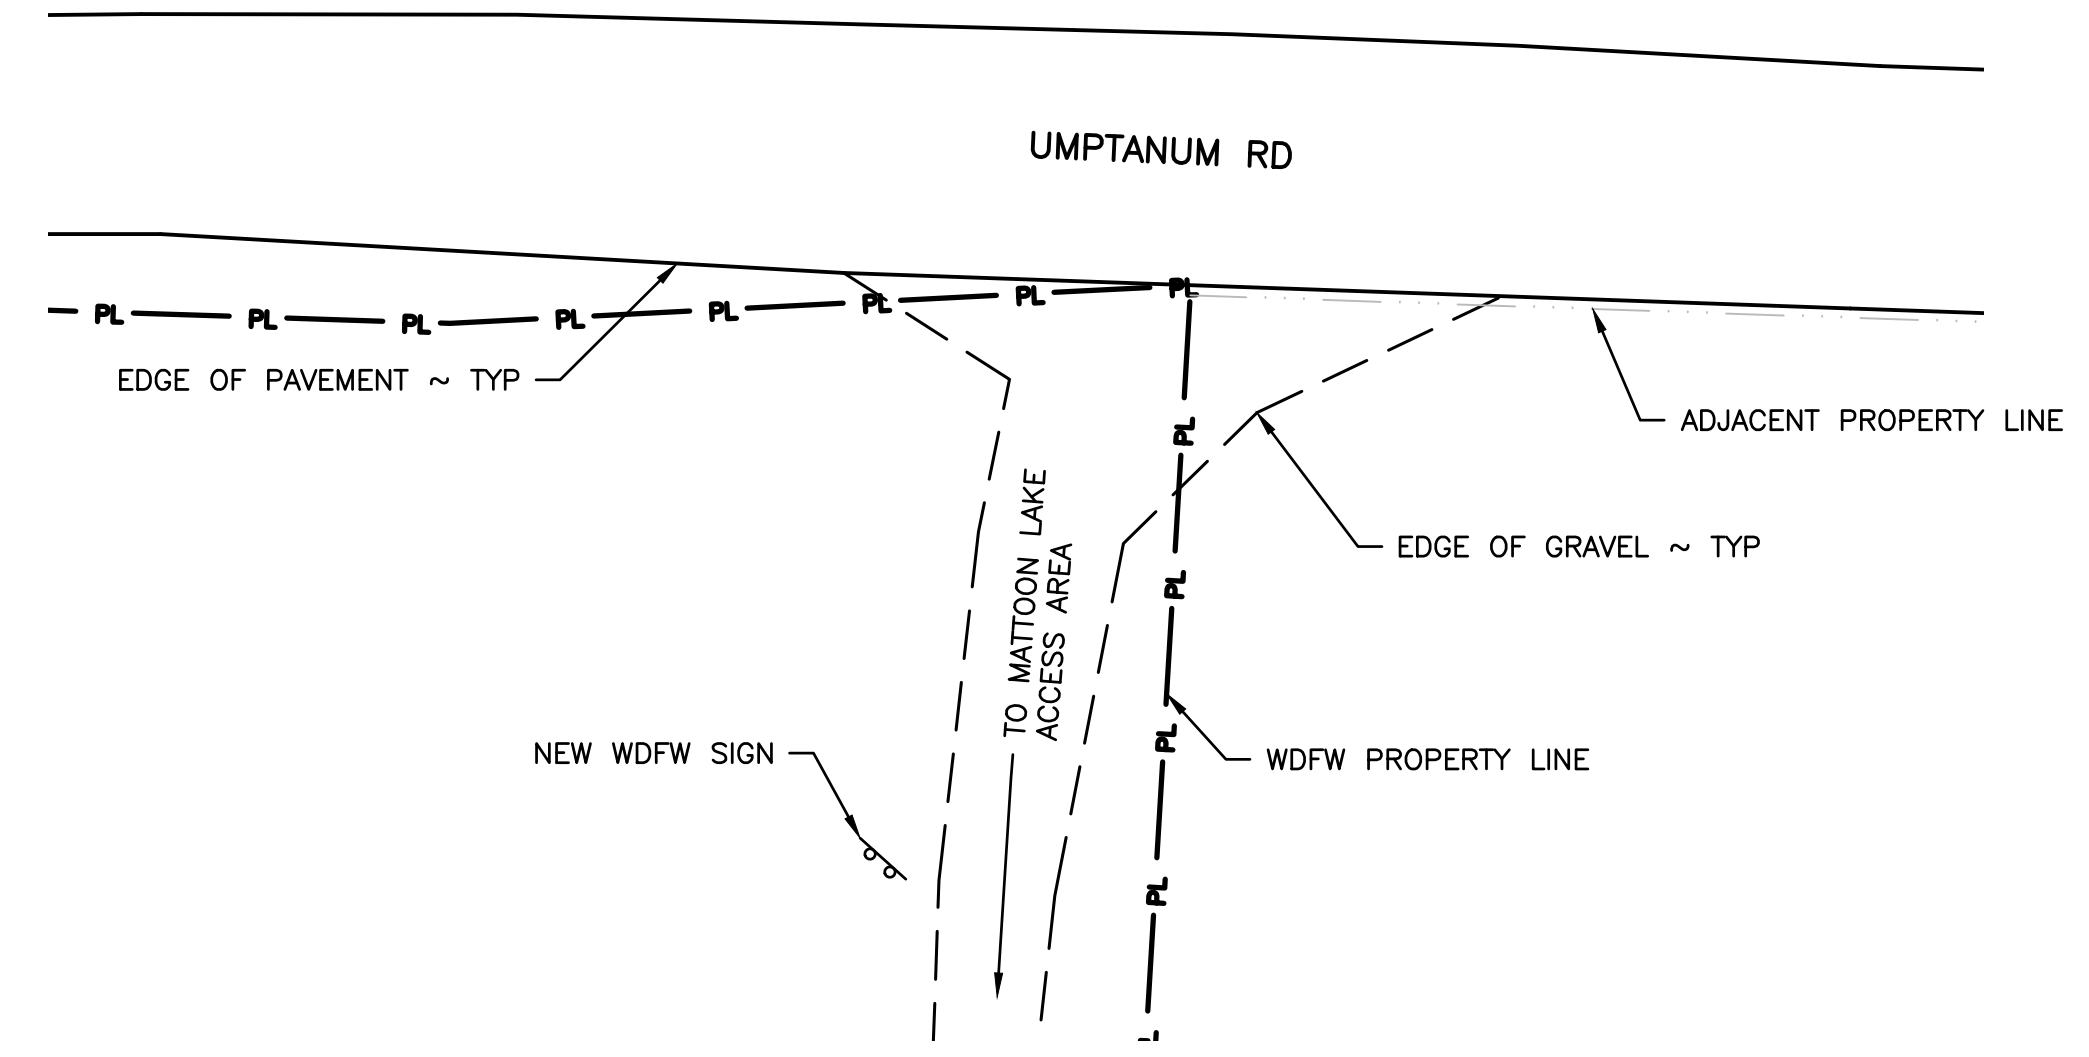 UMPTANUM RD
PL PL PL PL PL PL PL PL
EDGE OF PAVEMENT ~ TYP
ADJACENT PROPERTY LINE
PL
EDGE OF GRAVEL ~ TYP
TO MATTOON LAKE
ACCESS AREA
PL
PL
NEW WDFW SIGN
WDFW PROPERTY LINE
PL
PL